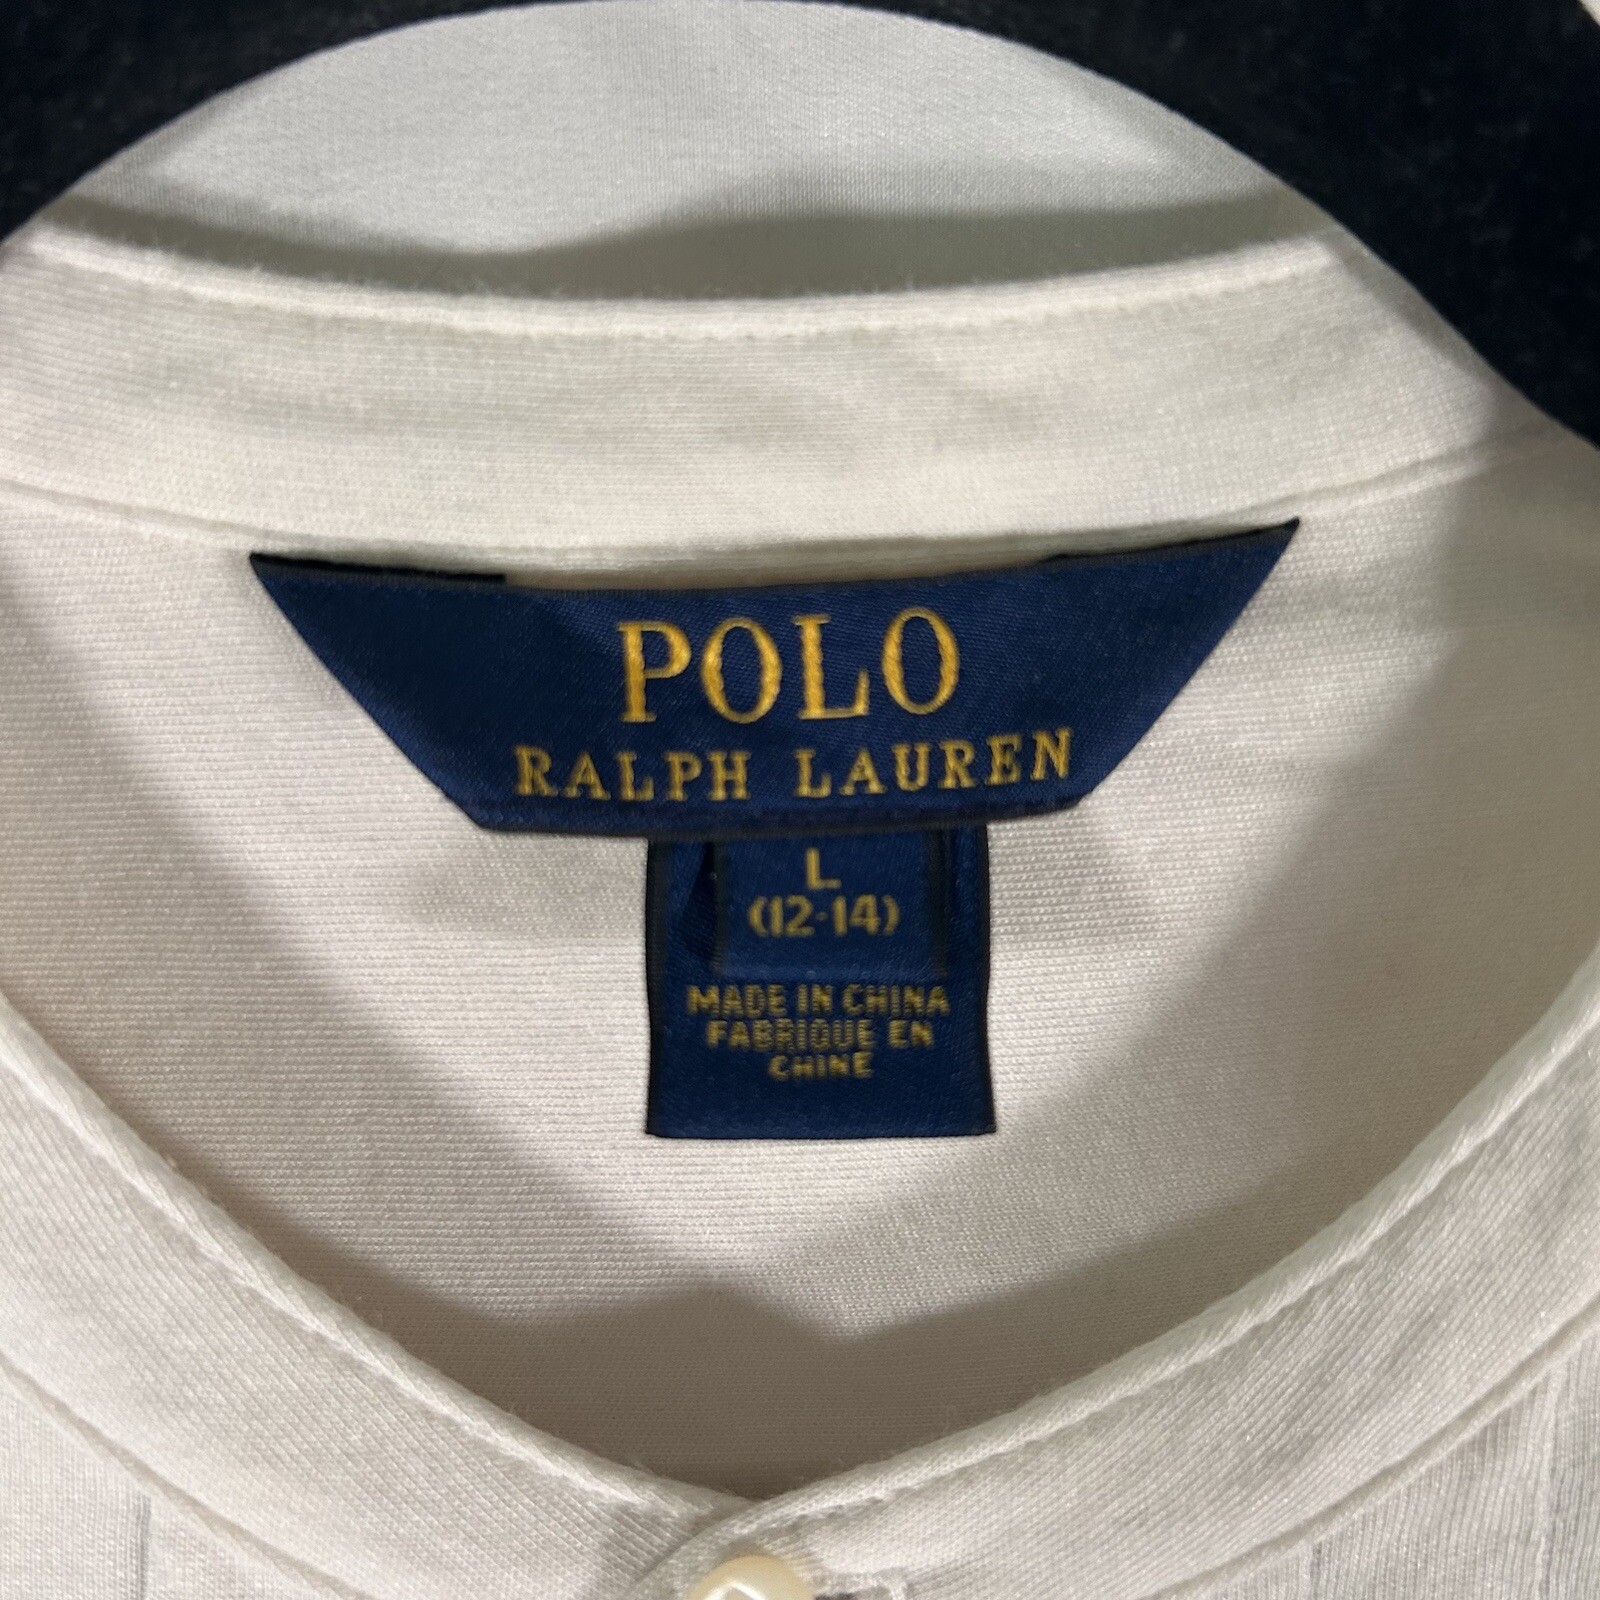 POLO
RALPH LAUREN
L
(12-14)
MADE IN CHINA
FABRIQUE EN
CHINE